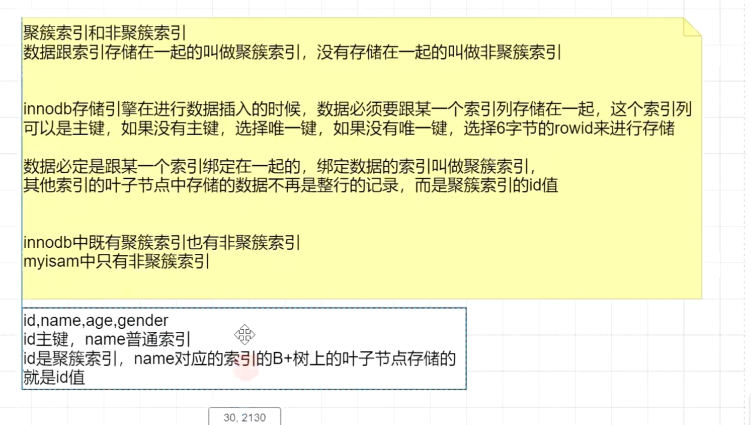 聚簇索引和非聚簇索引
数据跟索引存储在一起的叫做聚簇索引，没有存储在一起的叫做非聚簇索引
innodb存储引擎在进行数据插入的时候，数据必须要跟某一个索引列存储在一起，这个索引列
可以是主键，如果没有主键，选择唯一键，如果没有唯一键，选择6字节的rowid来进行存储
数据必定是跟某一个索引绑定在一起的，绑定数据的索引叫做聚簇索引，
其他索引的叶子节点中存储的数据不再是整行的记录，而是聚簇索引的id值
innodb中既有聚簇索引也有非聚簇索引
myisam中只有非聚簇索引
id,name,age,gender
id主键，name普通索引
id是聚簇索引，name对应的索引的B+树上的叶子节点存储的
就是id值
30, 2130